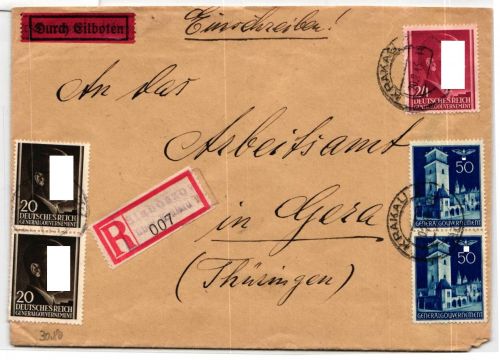 Durch Eilboten
Einschreiben!
An das
Arbeitsamt
in Gera
(Thüringen)
KRAKAU
24
DEUTSCHES REICH
GENERALGOUVERNEMENT
20
DEUTSCHES REICH
GENERALGOUVERNEMENT
20
DEUTSCHES REICH
GENERALGOUVERNEMENT
R
007
50
GENERALGOUVERNEMENT
KRAKAU
50
GENERALGOUVERNEMENT